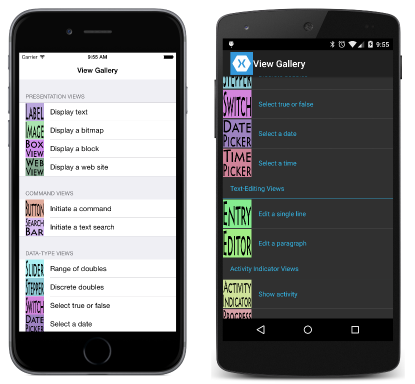 Carrier 9:55 AM
View Gallery
PRESENTATION VIEWS
LABEL Display text
IMAGE Display a bitmap
BOX VIEW Display a block
WEB VIEW Display a web site
COMMAND VIEWS
BUTTON Initiate a command
SEARCH BAR Initiate a text search
DATA-TYPE VIEWS
SLIDER Range of doubles
STEPPER Discrete doubles
SWITCH Select true or false
DATE PICKER Select a date
9:55
View Gallery
STEPPER Discrete doubles
SWITCH Select true or false
DATE PICKER Select a date
TIME PICKER Select a time
Text-Editing Views
ENTRY Edit a single line
EDITOR Edit a paragraph
Activity Indicator Views
ACTIVITY INDICATOR Show activity
PROGRESS